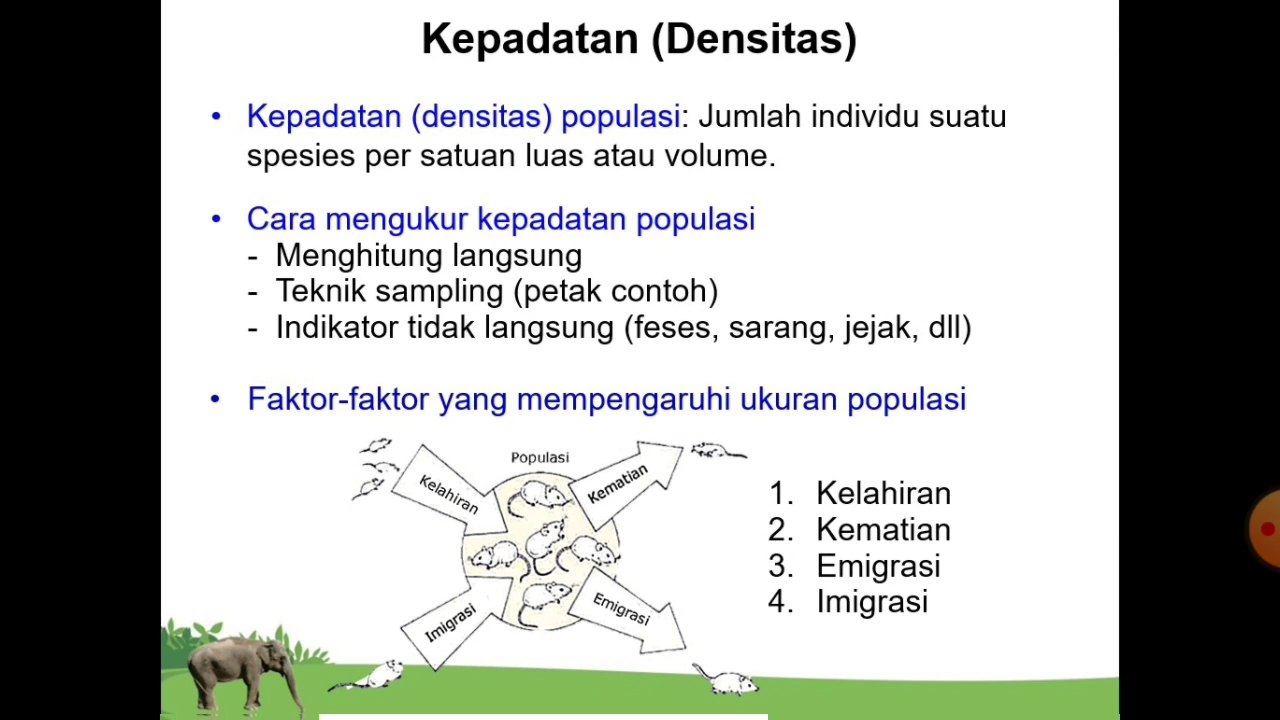 Kepadatan (Densitas)
• Kepadatan (densitas) populasi: Jumlah individu suatu
spesies per satuan luas atau volume.
• Cara mengukur kepadatan populasi
- Menghitung langsung
- Teknik sampling (petak contoh)
- Indikator tidak langsung (feses, sarang, jejak, dll)
• Faktor-faktor yang mempengaruhi ukuran populasi
Populasi
Kelahiran
Kematian
Imigrasi
Emigrasi
1. Kelahiran
2. Kematian
3. Emigrasi
4. Imigrasi